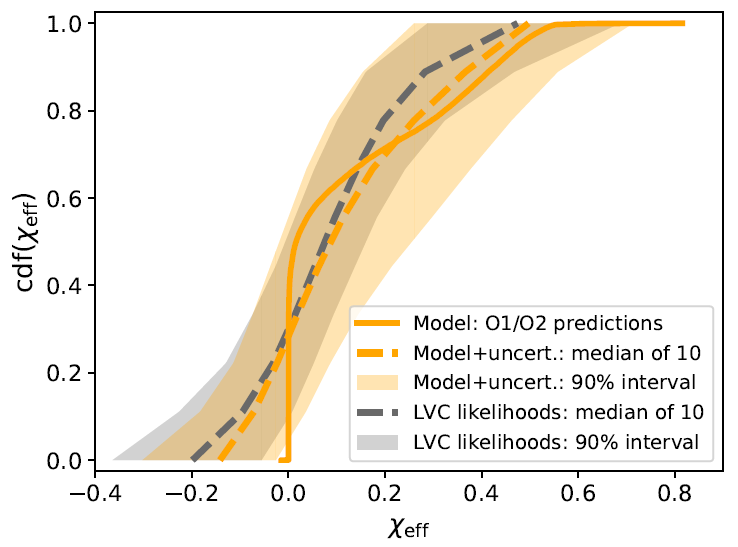 1.0
0.8
0.6
0.4
0.2
0.0
cdf(χeff)
Model: O1/O2 predictions
Model+uncert.: median of 10
Model+uncert.: 90% interval
LVC likelihoods: median of 10
LVC likelihoods: 90% interval
−0.4 −0.2 0.0 0.2 0.4 0.6 0.8
χeff